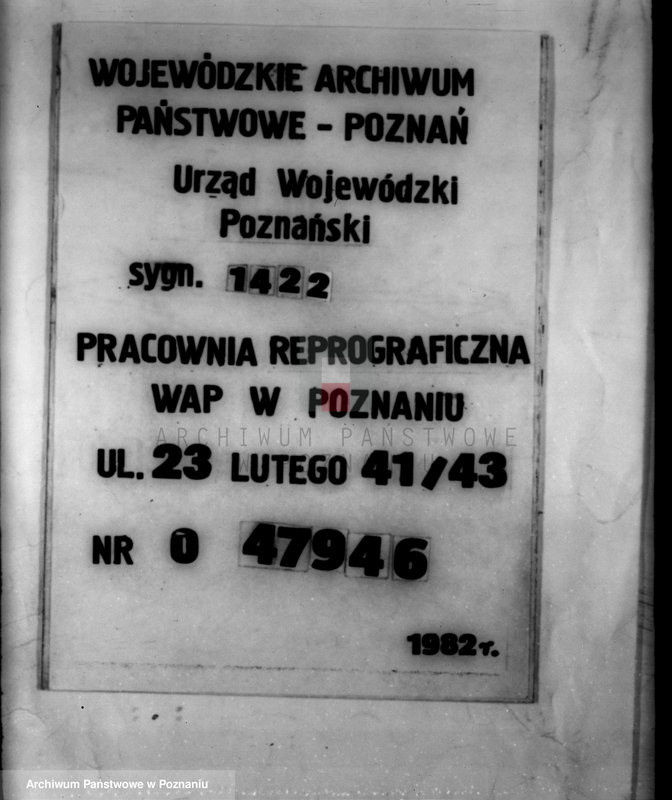 WOJEWÓDZKIE ARCHIWUM
PAŃSTWOWE - POZNAŃ
Urząd Wojewódzki
Poznański
sygn. 1422
PRACOWNIA REPROGRAFICZNA
WAP W POZNANIU
ARCHIWUM PAŃSTWOWE
UL. 23 LUTEGO 41/43
NR O 47946
1982 r.
Archiwum Państwowe w Poznaniu